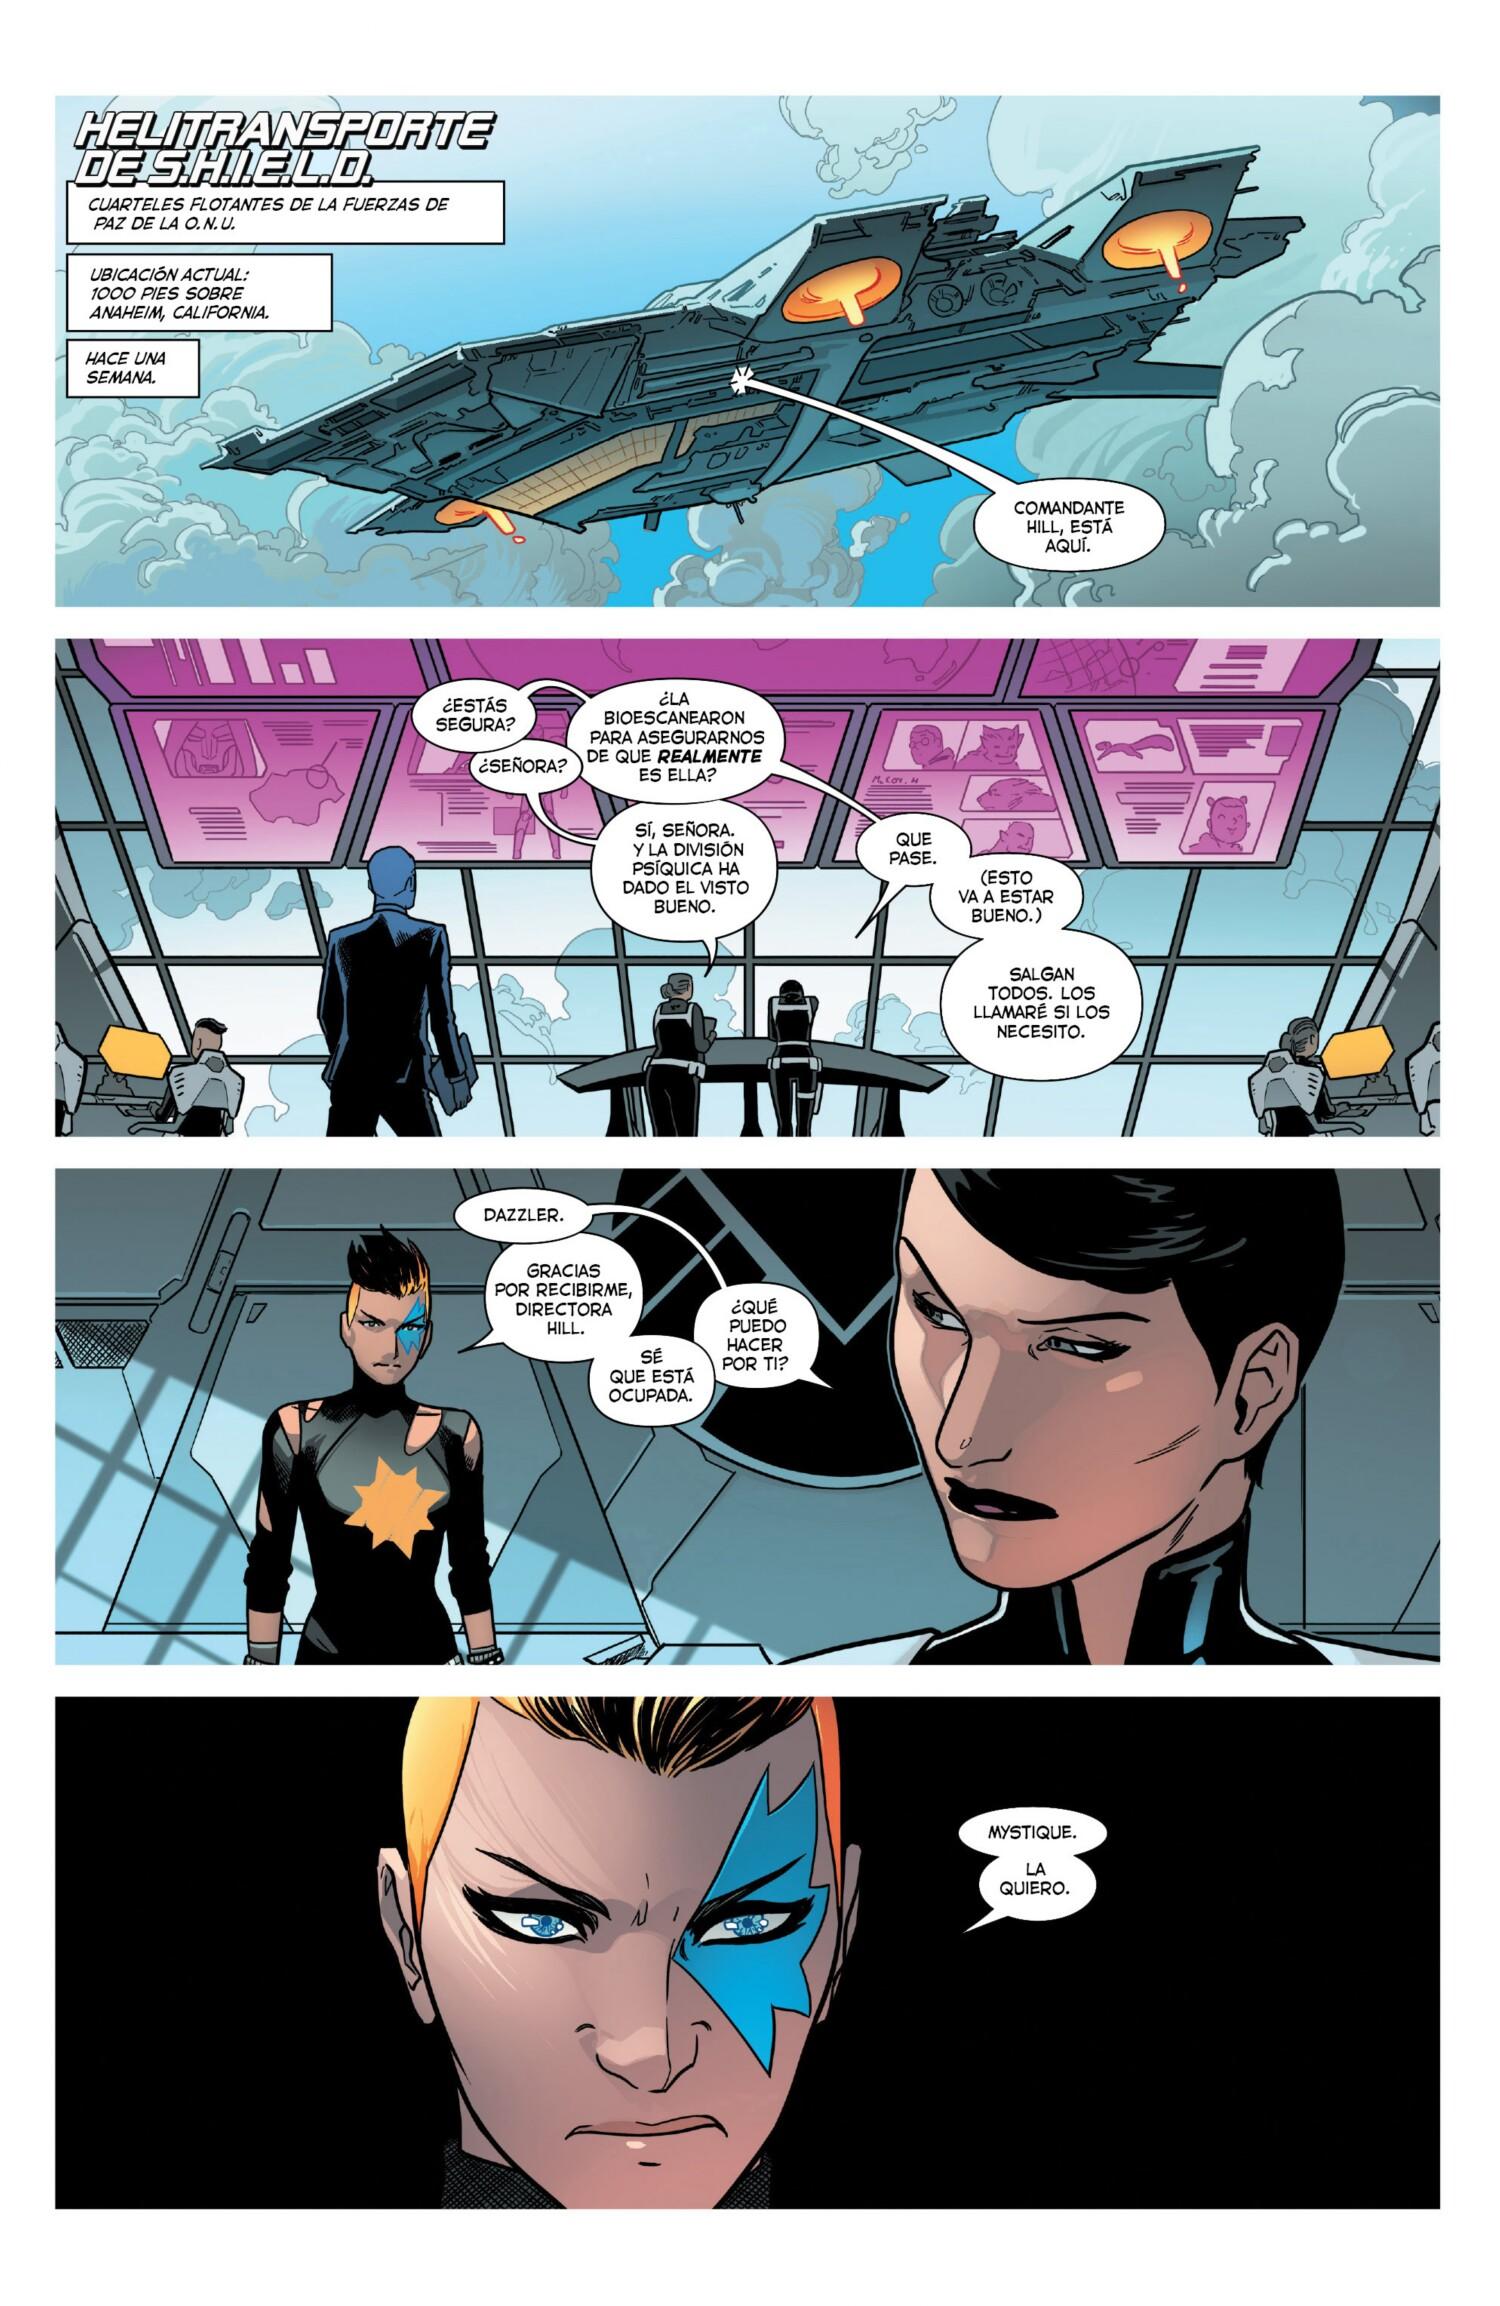 HELITRANSPORTE
DE S.H.I.E.L.D.
CUARTELES FLOTANTES DE LA FUERZAS DE
PAZ DE LA O.N.U.
UBICACIÓN ACTUAL:
1000 PIES SOBRE
ANAHEIM, CALIFORNIA.
HACE UNA
SEMANA.
COMANDANTE
HILL, ESTÁ
AQUÍ.
¿ESTÁS
SEGURA?
¿SEÑORA?
¿LA
BIOESCANEARON
PARA ASEGURARNOS
DE QUE REALMENTE
ES ELLA?
SÍ, SEÑORA.
Y LA DIVISIÓN
PSÍQUICA HA
DADO EL VISTO
BUENO.
QUE
PASE.
(ESTO
VA A ESTAR
BUENO.)
SALGAN
TODOS. LOS
LLAMARÉ SI LOS
NECESITO.
McCOY. H
DAZZLER.
GRACIAS
POR RECIBIRME,
DIRECTORA
HILL.
SÉ
QUE ESTÁ
OCUPADA.
¿QUÉ
PUEDO
HACER
POR TI?
MYSTIQUE.
LA
QUIERO.